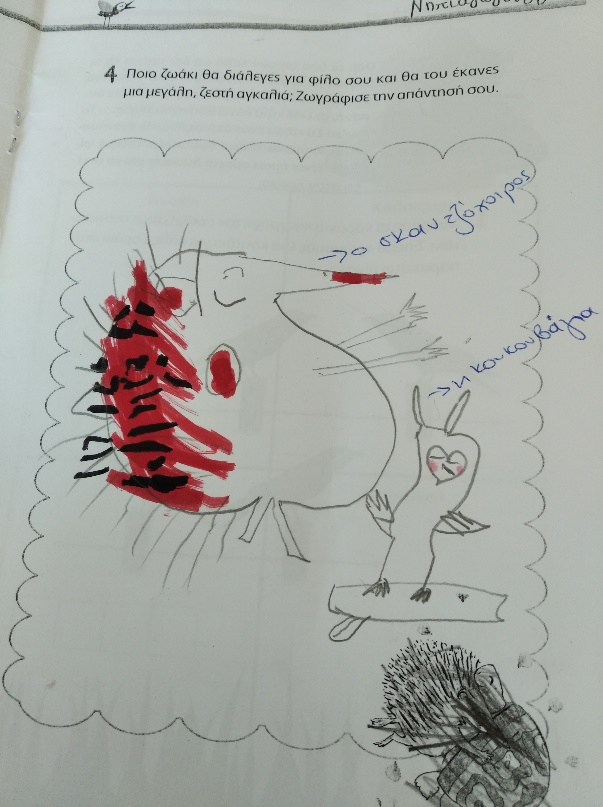 4 Ποιο ζωάκι θα διάλεγες για φίλο σου και θα του έκανες
μια μεγάλη, ζεστή αγκαλιά; Ζωγράφισε την απάντησή σου.
→ο σκαντζόχοιρος
→η κουκουβάγια